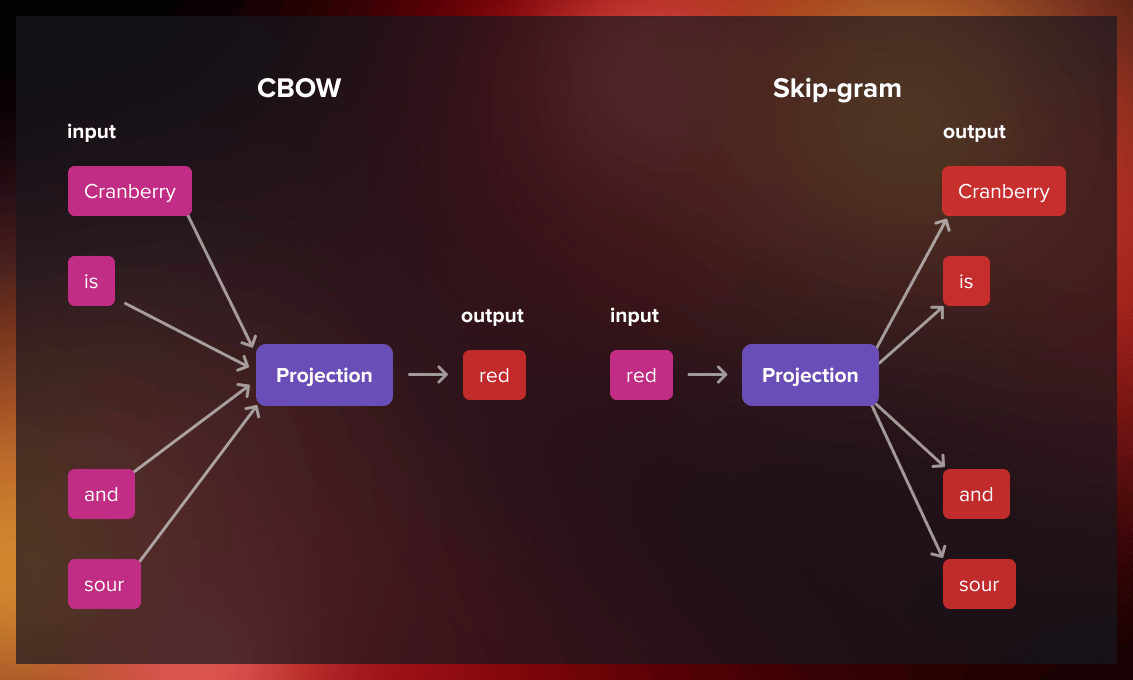 CBOW
input
Cranberry
is
Projection
output
red
and
sour
Skip-gram
input
red
Projection
output
Cranberry
is
and
sour